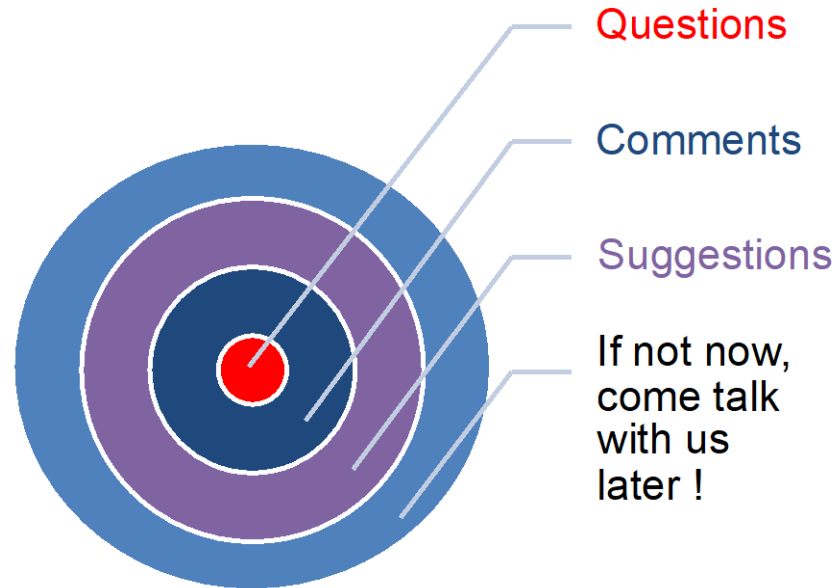 Questions
Comments
Suggestions
If not now,
come talk
with us
later !